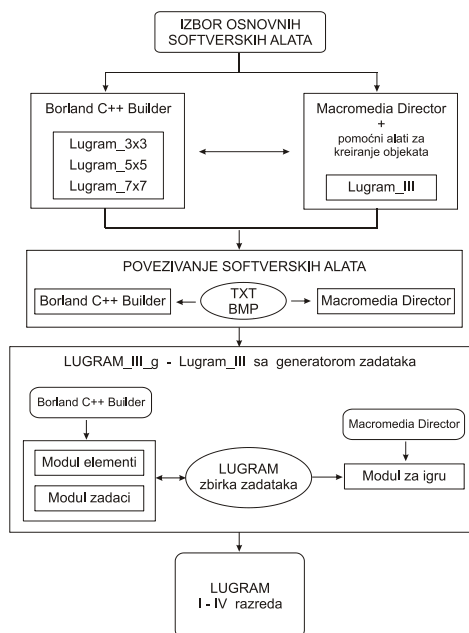 IZBOR OSNOVNIH
SOFTVERSKIH ALATA
Borland C++ Builder
Lugram_3x3
Lugram_5x5
Lugram_7x7
Macromedia Director
+
pomoćni alati za
kreiranje objekata
Lugram_III
POVEZIVANJE SOFTVERSKIH ALATA
Borland C++ Builder
TXT
BMP
Macromedia Director
LUGRAM_III_g - Lugram_III sa generatorom zadataka
Borland C++ Builder
Modul elementi
Modul zadaci
LUGRAM
zbirka zadataka
Macromedia Director
Modul za igru
LUGRAM
I - IV razreda